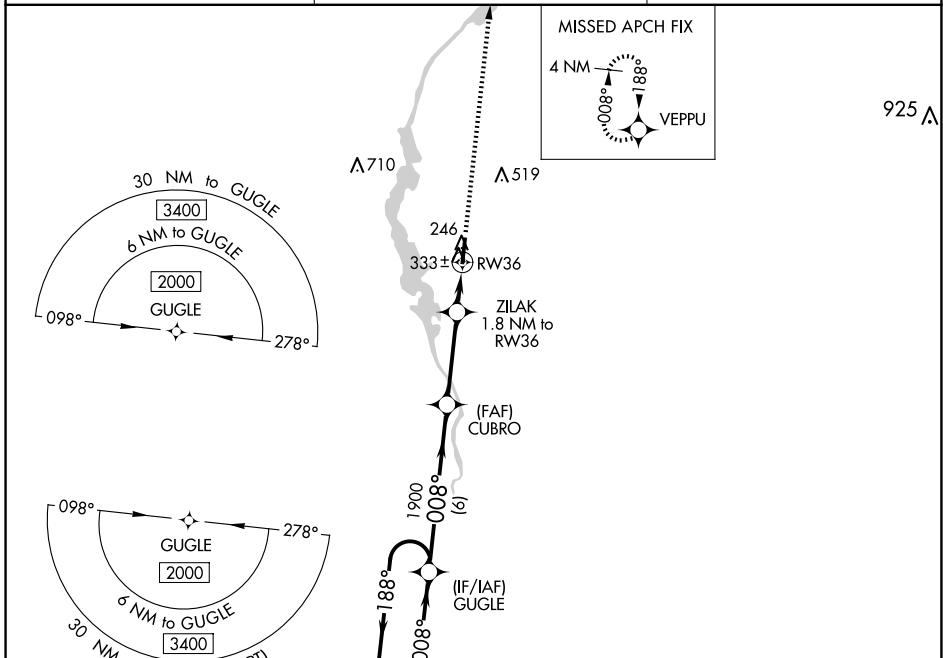 MISSED APCH FIX
4 NM
008°
188°
VEPPU
925
710
519
30 NM to GUGLE
3400
6 NM to GUGLE
2000
GUGLE
098°
278°
246
333±
RW36
ZILAK
1.8 NM to
RW36
(FAF)
CUBRO
1900
008°
(6)
098°
278°
GUGLE
2000
6 NM to GUGLE
3400
30 NM
188°
(IF/IAF)
GUGLE
008°